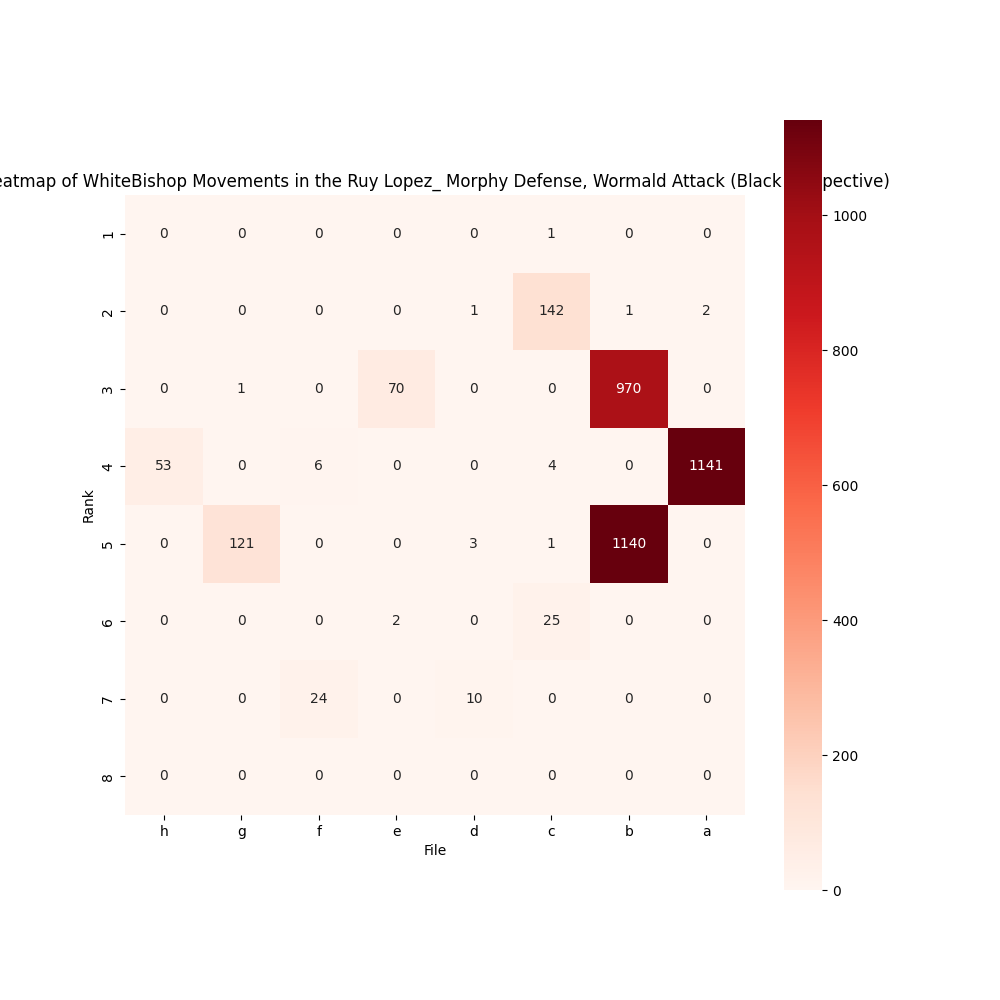 eatmap of WhiteBishop Movements in the Ruy Lopez_ Morphy Defense, Wormald Attack (Black pective)
1 0 0 0 0 0 1 0 0
2 0 0 0 0 1 142 1 2
3 0 1 0 70 0 0 970 0
4 53 0 6 0 0 4 0 1141
5 0 121 0 0 3 1 1140 0
6 0 0 0 2 0 25 0 0
7 0 0 24 0 10 0 0 0
8 0 0 0 0 0 0 0 0
Rank
h g f e d c b a
File
1000
800
600
400
200
0